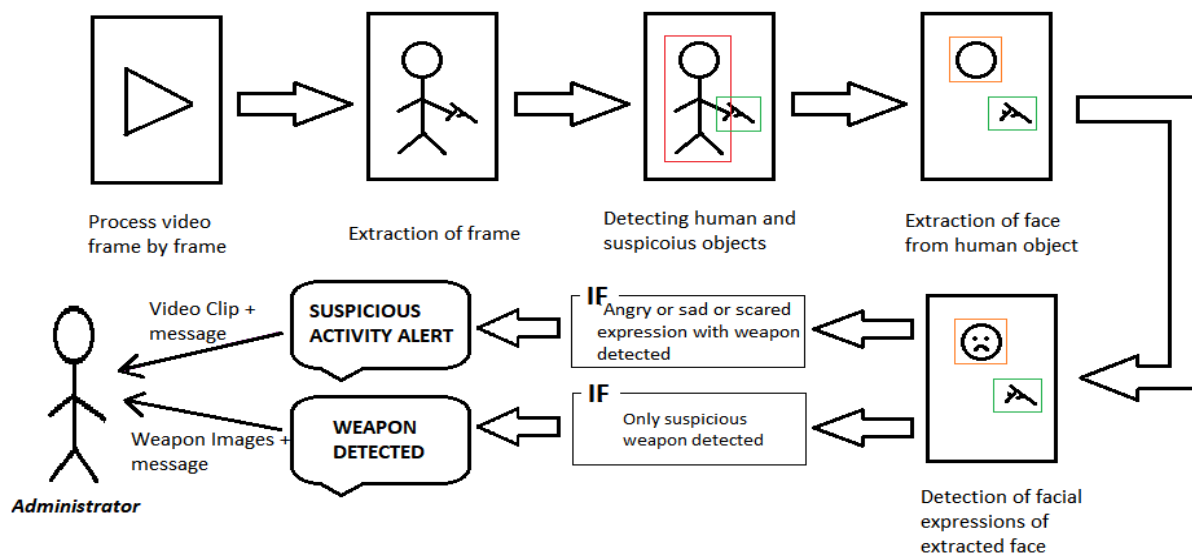 Process video
frame by frame
Extraction of frame
Detecting human and
suspicoius objects
Extraction of face
from human object
Video Clip +
message
SUSPICIOUS
ACTIVITY ALERT
IF
Angry or sad or scared
expression with weapon
detected
Weapon Images +
message
WEAPON
DETECTED
IF
Only suspicious
weapon detected
Administrator
Detection of facial
expressions of
extracted face